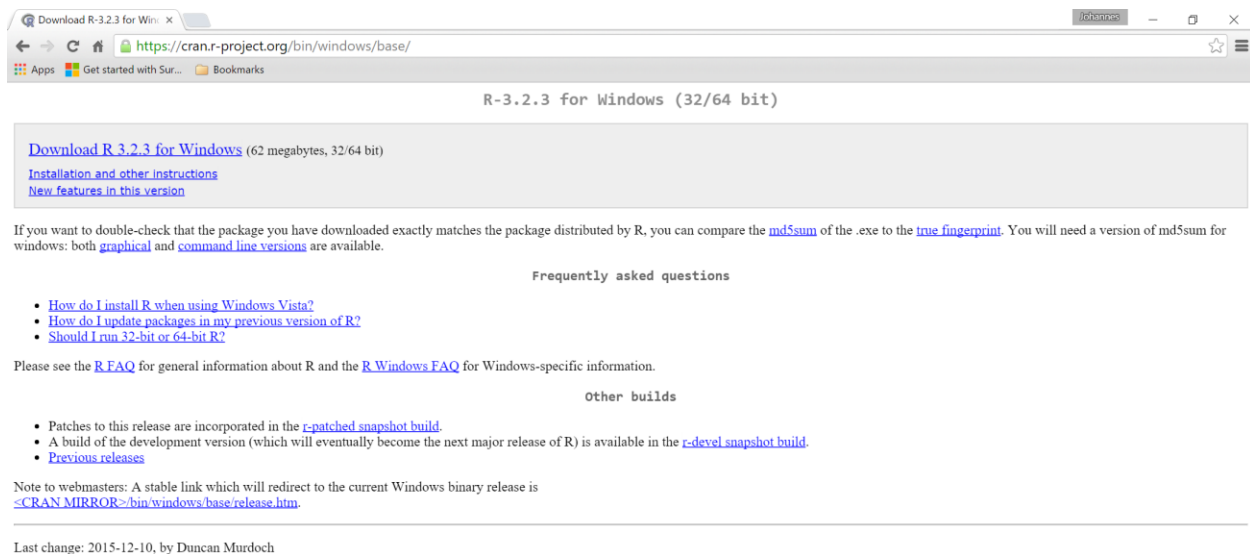 Download R-3.2.3 for Win
Johannes
https://cran.r-project.org/bin/windows/base/
Apps Get started with Sur... Bookmarks
R-3.2.3 for Windows (32/64 bit)
Download R 3.2.3 for Windows (62 megabytes, 32/64 bit)
Installation and other instructions
New features in this version
If you want to double-check that the package you have downloaded exactly matches the package distributed by R, you can compare the md5sum of the .exe to the true fingerprint. You will need a version of md5sum for
windows: both graphical and command line versions are available.
Frequently asked questions
• How do I install R when using Windows Vista?
• How do I update packages in my previous version of R?
• Should I run 32-bit or 64-bit R?
Please see the R FAQ for general information about R and the R Windows FAQ for Windows-specific information.
Other builds
• Patches to this release are incorporated in the r-patched snapshot build.
• A build of the development version (which will eventually become the next major release of R) is available in the r-devel snapshot build.
• Previous releases
Note to webmasters: A stable link which will redirect to the current Windows binary release is
<CRAN MIRROR>/bin/windows/base/release.htm.
Last change: 2015-12-10, by Duncan Murdoch